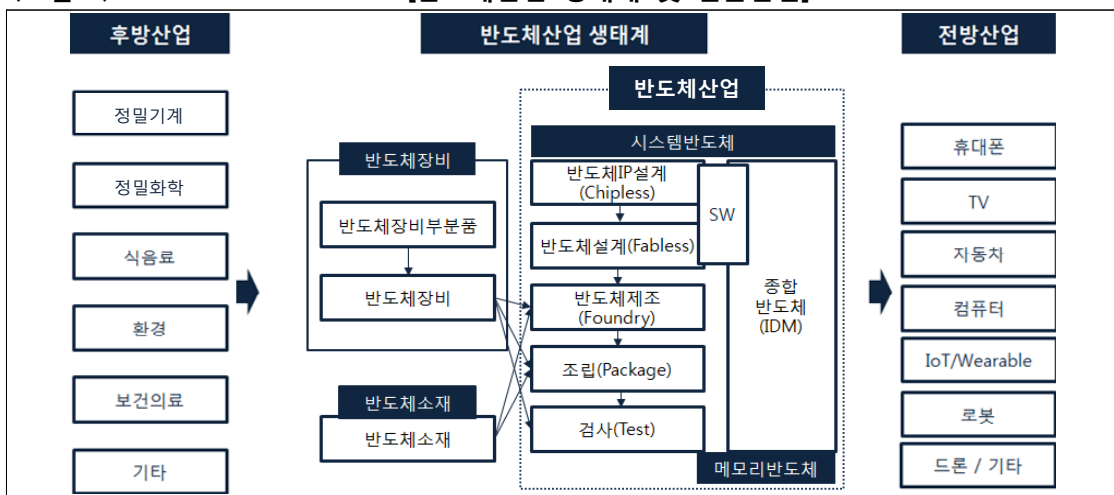 후방산업
반도체산업 생태계
전방산업
정밀기계
정밀화학
식음료
환경
보건의료
기타
반도체장비
반도체장비부분품
반도체장비
반도체소재
반도체소재
반도체산업
시스템반도체
반도체IP설계
(Chipless)
SW
반도체설계(Fabless)
반도체제조
(Foundry)
조립(Package)
검사(Test)
종합
반도체
(IDM)
메모리반도체
휴대폰
TV
자동차
컴퓨터
IoT/Wearable
로봇
드론 / 기타